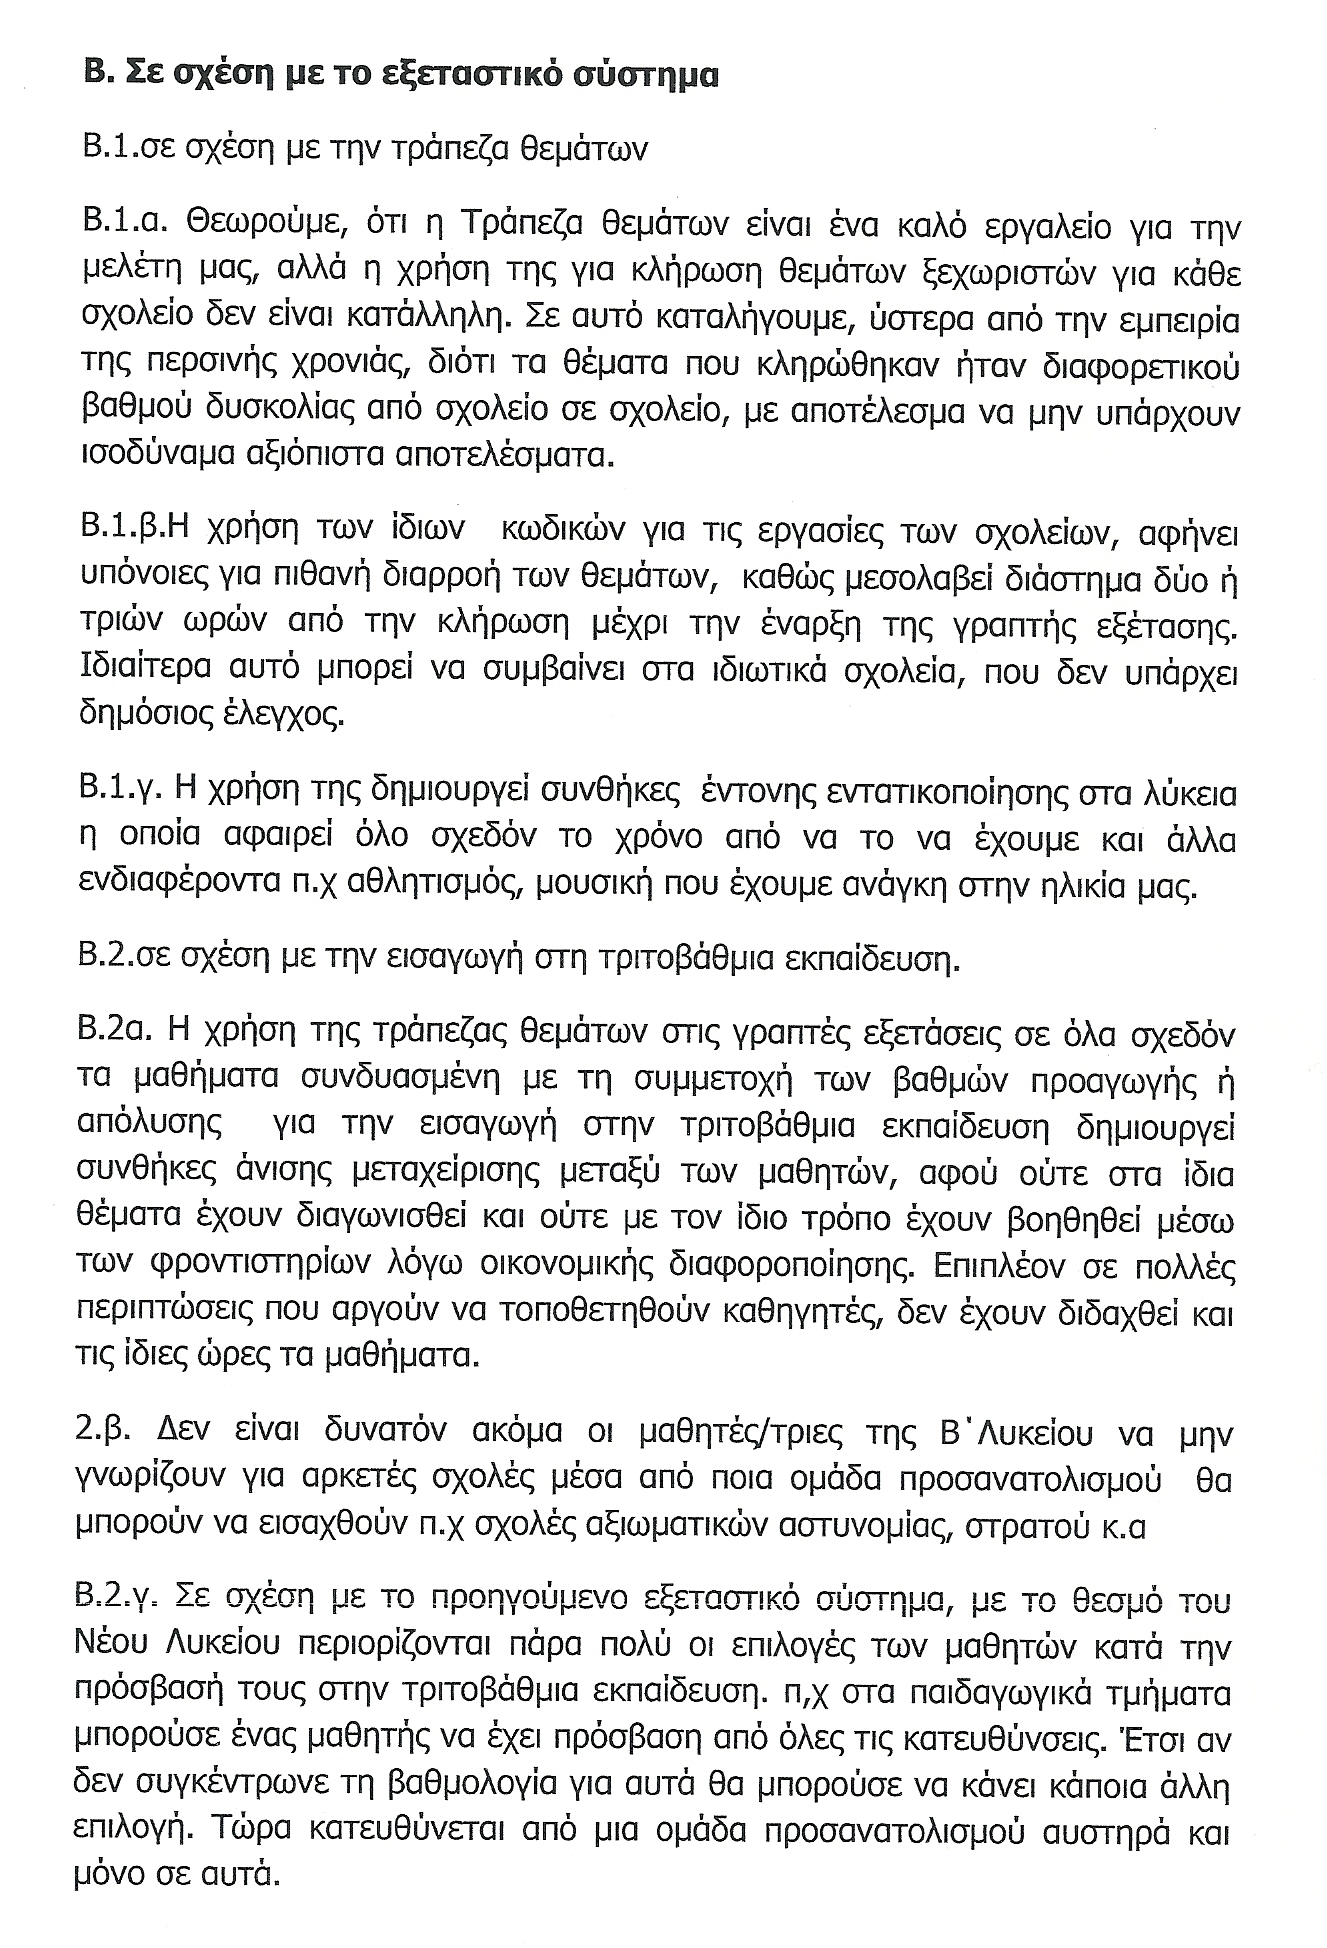 Β. Σε σχέση με το εξεταστικό σύστημα
Β.1.σε σχέση με την τράπεζα θεμάτων
Β.1.α. Θεωρούμε, ότι η Τράπεζα θεμάτων είναι ένα καλό εργαλείο για την
μελέτη μας, αλλά η χρήση της για κλήρωση θεμάτων ξεχωριστών για κάθε
σχολείο δεν είναι κατάλληλη. Σε αυτό καταλήγουμε, ύστερα από την εμπειρία
της περσινής χρονιάς, διότι τα θέματα που κληρώθηκαν ήταν διαφορετικού
βαθμού δυσκολίας από σχολείο σε σχολείο, με αποτέλεσμα να μην υπάρχουν
ισοδύναμα αξιόπιστα αποτελέσματα.
Β.1.β.Η χρήση των ίδιων κωδικών για τις εργασίες των σχολείων, αφήνει
υπόνοιες για πιθανή διαρροή των θεμάτων, καθώς μεσολαβεί διάστημα δύο ή
τριών ωρών από την κλήρωση μέχρι την έναρξη της γραπτής εξέτασης.
Ιδιαίτερα αυτό μπορεί να συμβαίνει στα ιδιωτικά σχολεία, που δεν υπάρχει
δημόσιος έλεγχος.
Β.1.γ. Η χρήση της δημιουργεί συνθήκες έντονης εντατικοποίησης στα λύκεια
η οποία αφαιρεί όλο σχεδόν το χρόνο από να το να έχουμε και άλλα
ενδιαφέροντα π.χ αθλητισμός, μουσική που έχουμε ανάγκη στην ηλικία μας.
Β.2.σε σχέση με την εισαγωγή στη τριτοβάθμια εκπαίδευση.
Β.2α. Η χρήση της τράπεζας θεμάτων στις γραπτές εξετάσεις σε όλα σχεδόν
τα μαθήματα συνδυασμένη με τη συμμετοχή των βαθμών προαγωγής ή
απόλυσης για την εισαγωγή στην τριτοβάθμια εκπαίδευση δημιουργεί
συνθήκες άνισης μεταχείρισης μεταξύ των μαθητών, αφού ούτε στα ίδια
θέματα έχουν διαγωνισθεί και ούτε με τον ίδιο τρόπο έχουν βοηθηθεί μέσω
των φροντιστηρίων λόγω οικονομικής διαφοροποίησης. Επιπλέον σε πολλές
περιπτώσεις που αργούν να τοποθετηθούν καθηγητές, δεν έχουν διδαχθεί και
τις ίδιες ώρες τα μαθήματα.
2.β. Δεν είναι δυνατόν ακόμα οι μαθητές/τριες της Β΄Λυκείου να μην
γνωρίζουν για αρκετές σχολές μέσα από ποια ομάδα προσανατολισμού θα
μπορούν να εισαχθούν π.χ σχολές αξιωματικών αστυνομίας, στρατού κ.α
Β.2.γ. Σε σχέση με το προηγούμενο εξεταστικό σύστημα, με το θεσμό του
Νέου Λυκείου περιορίζονται πάρα πολύ οι επιλογές των μαθητών κατά την
πρόσβασή τους στην τριτοβάθμια εκπαίδευση. π,χ στα παιδαγωγικά τμήματα
μπορούσε ένας μαθητής να έχει πρόσβαση από όλες τις κατευθύνσεις. Έτσι αν
δεν συγκέντρωνε τη βαθμολογία για αυτά θα μπορούσε να κάνει κάποια άλλη
επιλογή. Τώρα κατευθύνεται από μια ομάδα προσανατολισμού αυστηρά και
μόνο σε αυτά.